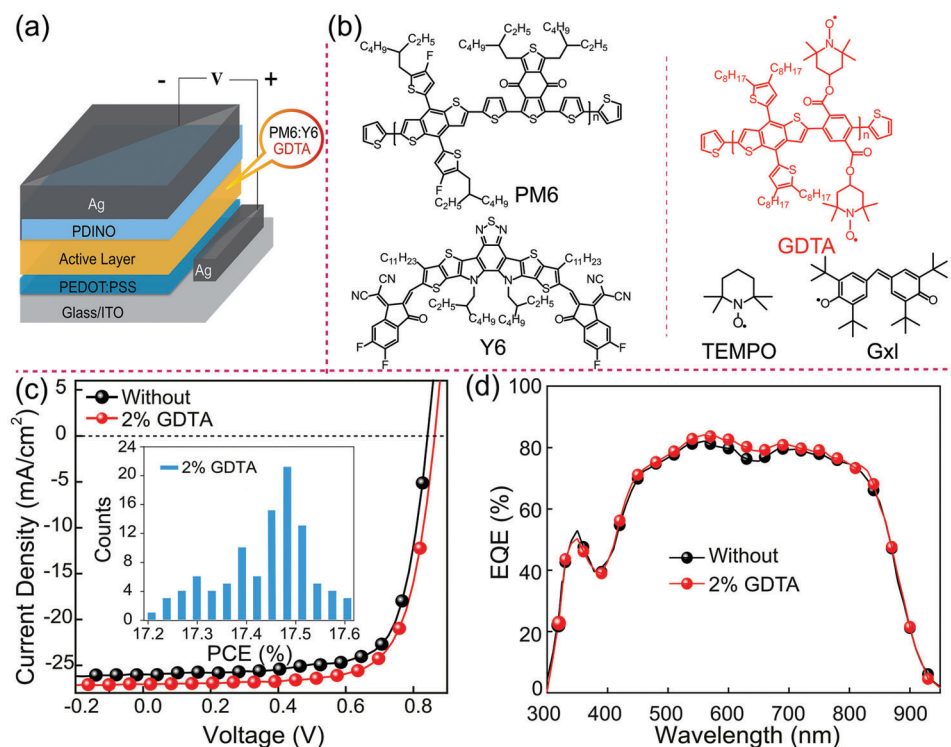 (a)
- V +
PM6:Y6
GDTA
Ag
PDINO
Active Layer
Ag
PEDOT:PSS
Glass/ITO
(b)
C4H9
C2H5
F
S
C4H9
C2H5
S
C4H9
C2H5
O
O
S
S
S
S
S
S
n
S
S
F
C2H5
C4H9
PM6
N
S
N
C11H23
C11H23
S
S
S
S
NC
CN
N
N
CN
CN
O
C2H5
C4H9
C2H5
C4H9
O
F
F
F
F
Y6
O•
N
C8H17
C8H17
S
O
O
S
S
S
n
S
S
O
O
C8H17
C8H17
N
O•
GDTA
N
O•
TEMPO
•O
O
Gxl
(c)
Current Density (mA/cm2)
5
0
-5
-10
-15
-20
-25
-0.2 0.0 0.2 0.4 0.6 0.8
Voltage (V)
Without
2% GDTA
Counts
24
18
12
6
0
2% GDTA
17.2 17.3 17.4 17.5 17.6
PCE (%)
(d)
EQE (%)
100
80
60
40
20
0
Without
2% GDTA
300 400 500 600 700 800 900
Wavelength (nm)